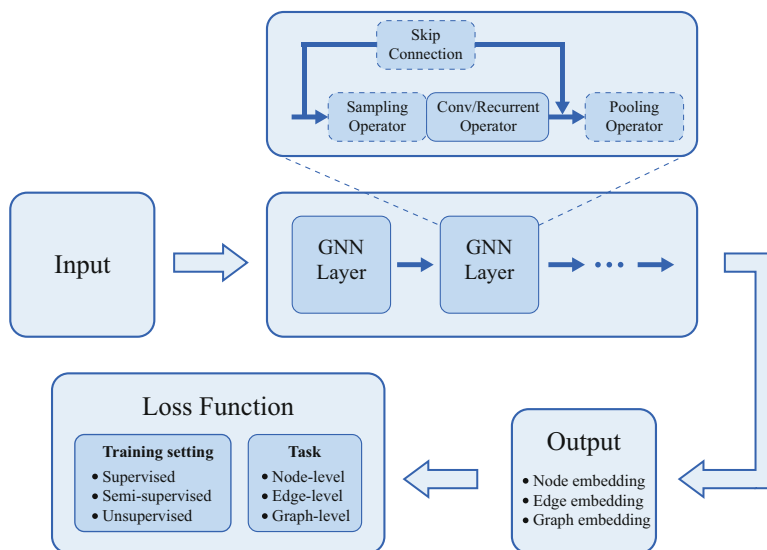 Skip
Connection
Sampling
Operator
Conv/Recurrent
Operator
Pooling
Operator
Input
GNN
Layer
GNN
Layer
Loss Function
Training setting
• Supervised
• Semi-supervised
• Unsupervised
Task
• Node-level
• Edge-level
• Graph-level
Output
• Node embedding
• Edge embedding
• Graph embedding